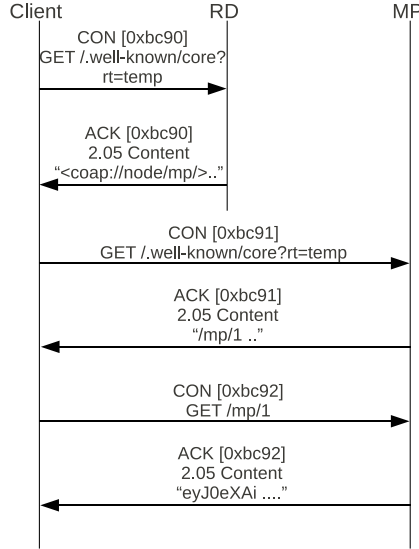 Client RD MP
CON [0xbc90]
GET /.well-known/core?
rt=temp
ACK [0xbc90]
2.05 Content
“<coap://node/mp/>..”
CON [0xbc91]
GET /.well-known/core?rt=temp
ACK [0xbc91]
2.05 Content
“/mp/1 ..”
CON [0xbc92]
GET /mp/1
ACK [0xbc92]
2.05 Content
“eyJ0eXAi ....”